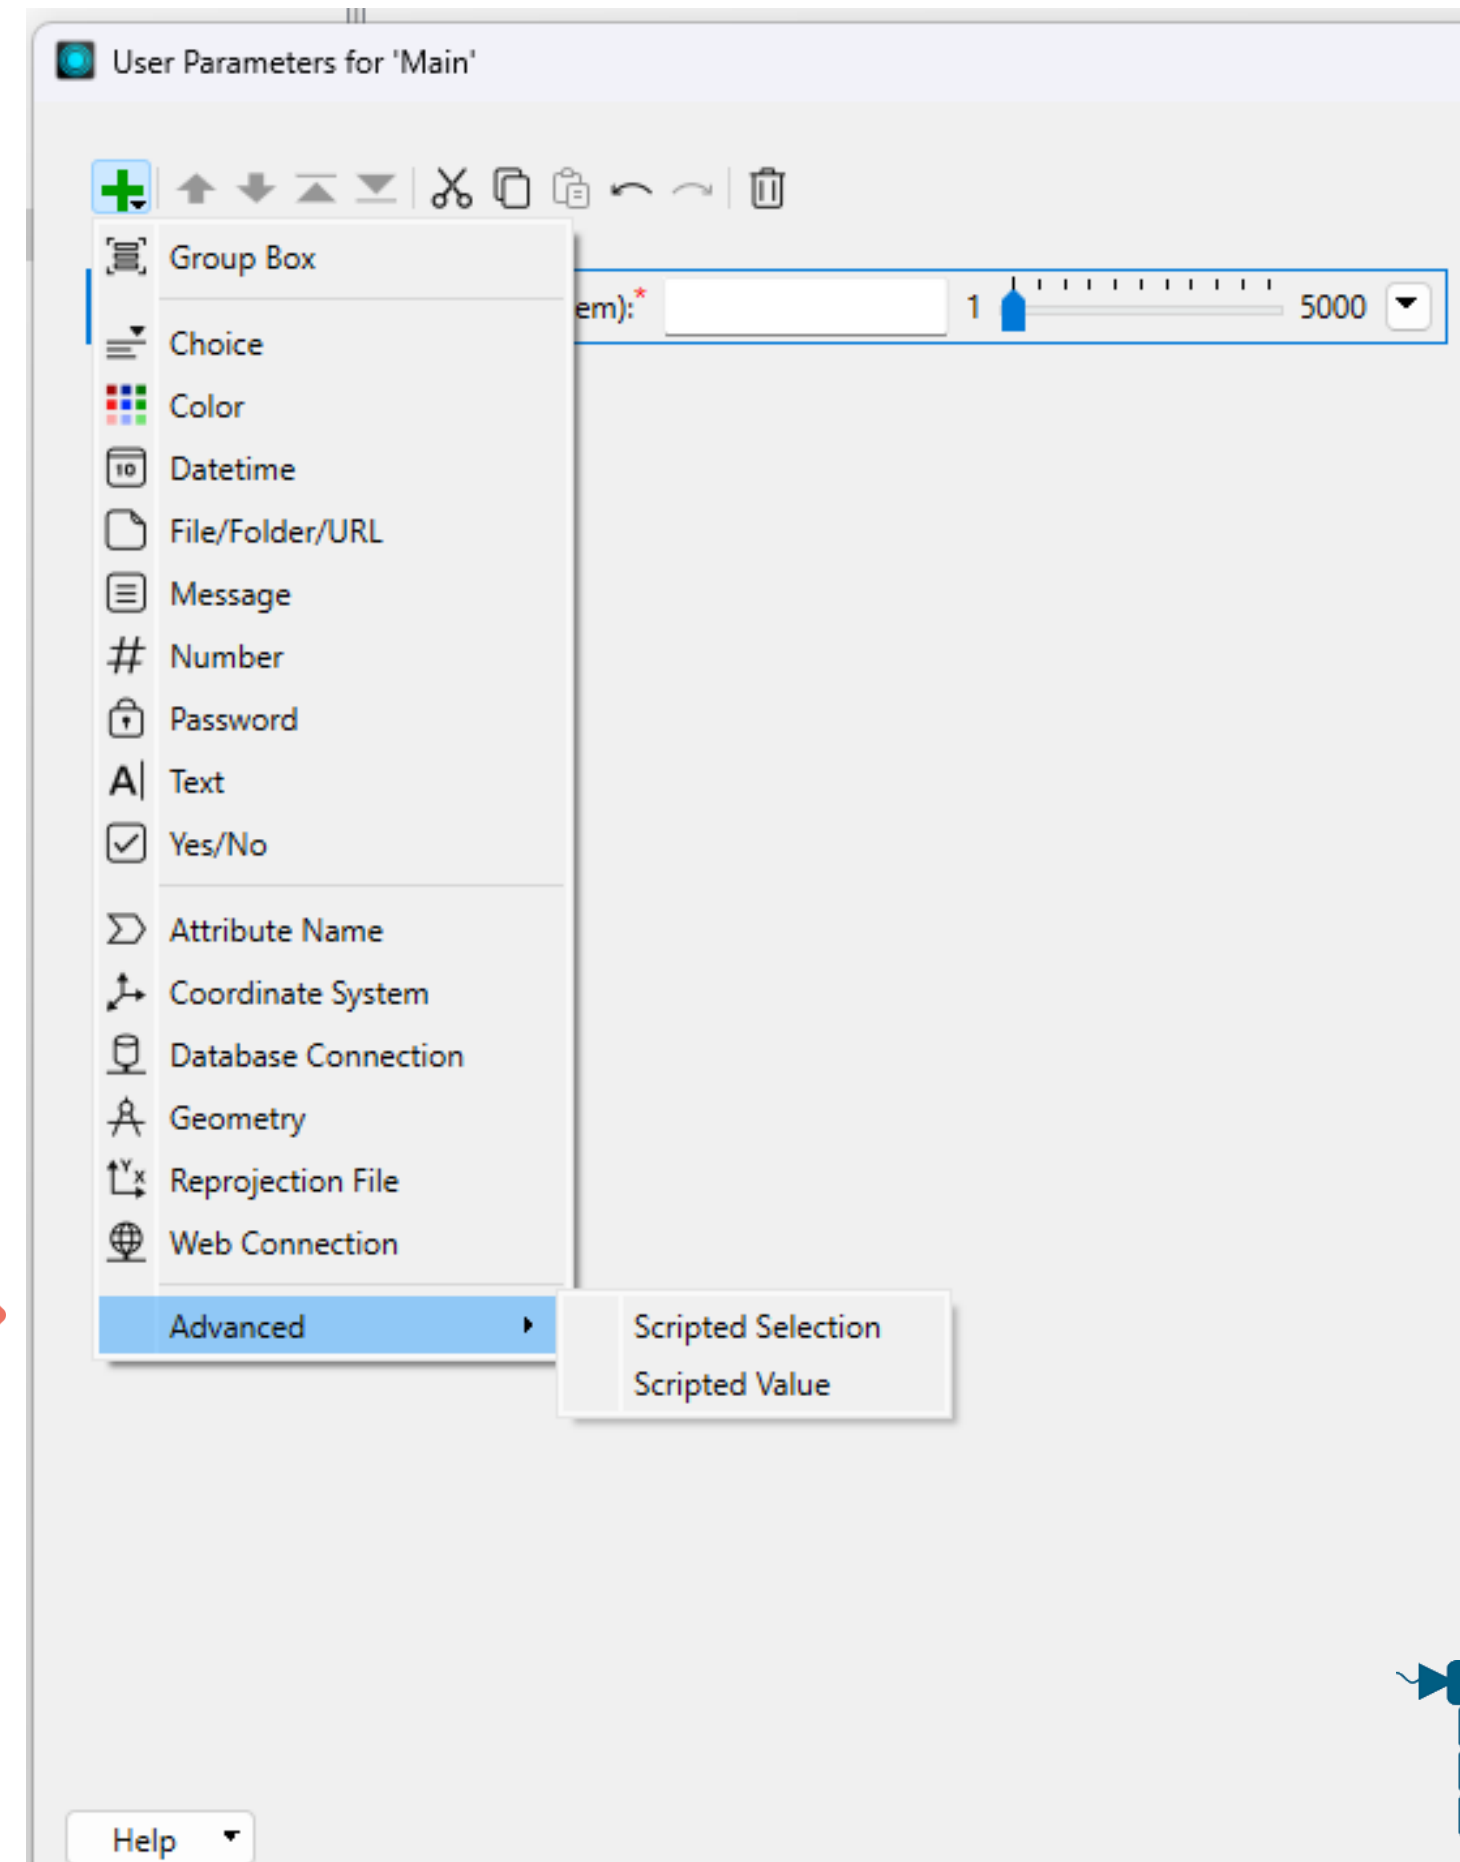 User Parameters for 'Main'
Group Box
em):* 1 5000
Choice
Color
10 Datetime
File/Folder/URL
Message
# Number
Password
A| Text
Yes/No
Attribute Name
Coordinate System
Database Connection
Geometry
Y X Reprojection File
Web Connection
Advanced Scripted Selection
Scripted Value
Help